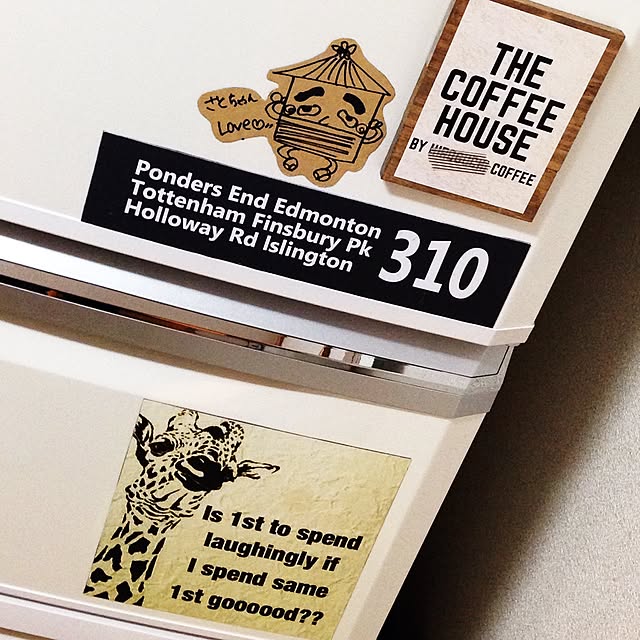 さとちゃん
Love♡
THE
COFFEE
HOUSE
BY
COFFEE
Ponders End Edmonton
Tottenham Finsbury Pk
Holloway Rd Islington
310
Is 1st to spend
laughingly if
I spend same
1st goooood??